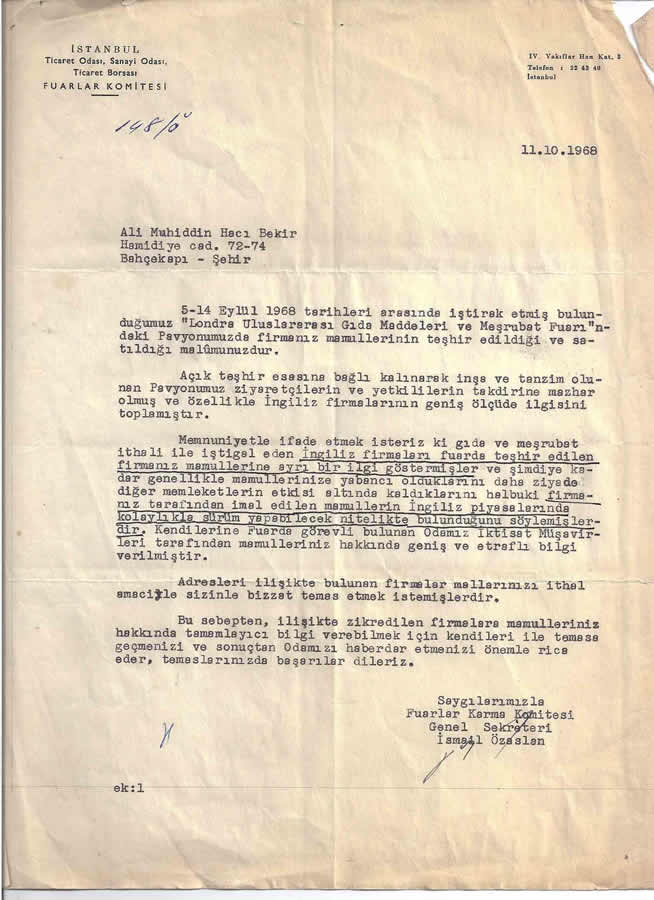 İSTANBUL
Ticaret Odası, Sanayi Odası,
Ticaret Borsası
FUARLAR KOMİTESİ
IV. Vakıflar Han Kat. 3
Telefon : 22 42 40
İstanbul
148/6
11.10.1968
Ali Muhiddin Hacı Bekir
Hamidiye cad. 72-74
Bahçekapı - Şehir
5-14 Eylül 1968 tarihleri arasında iştirak etmiş bulun-
duğumuz "Londra Uluslararası Gıda Maddeleri ve Meşrubat Fuarı"n-
daki Pavyonumuzda firmanız mamullerinin teşhir edildiği ve sa-
tıldığı malûmunuzdur.
Açık teşhir esasına bağlı kalınarak inşa ve tanzim olu-
nan Pavyonumuz ziyaretçilerin ve yetkililerin takdirine mazhar
olmuş ve özellikle İngiliz firmalarının geniş ölçüde ilgisini
toplamıştır.
Memnuniyetle ifade etmek isteriz ki gıda ve meşrubat
ithali ile iştigal eden İngiliz firmaları fuarda teşhir edilen
firmanız mamullerine ayrı bir ilgi göstermişler ve şimdiye ka-
dar genellikle mamullerinize yabancı olduklarını daha ziyade
diğer memleketlerin etkisi altında kaldıklarını halbuki firma-
nız tarafından imal edilen mamullerin İngiliz piyasalarında
kolaylıkla sürüm yapabilecek nitelikte bulunduğunu söylemişler-
dir. Kendilerine Fuarda görevli bulunan Odamız İktisat Müşavir-
leri tarafından mamulleriniz hakkında geniş ve etraflı bilgi
verilmiştir.
Adresleri ilişikte bulunan firmalar mallarınızı ithal
amaciyle sizinle bizzat temas etmek istemişlerdir.
Bu sebepten, ilişikte zikredilen firmalara mamulleriniz
hakkında tamamlayıcı bilgi verebilmek için kendileri ile temasa
geçmenizi ve sonuçtan Odamızı haberdar etmenizi önemle rica
eder, temaslarınızda başarılar dileriz.
Saygılarımızla
Fuarlar Karma Komitesi
Genel Sekreteri
İsmail Özaslan
ek:1